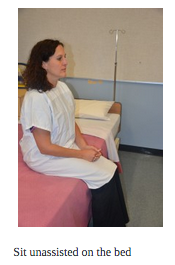 Sit unassisted on the bed